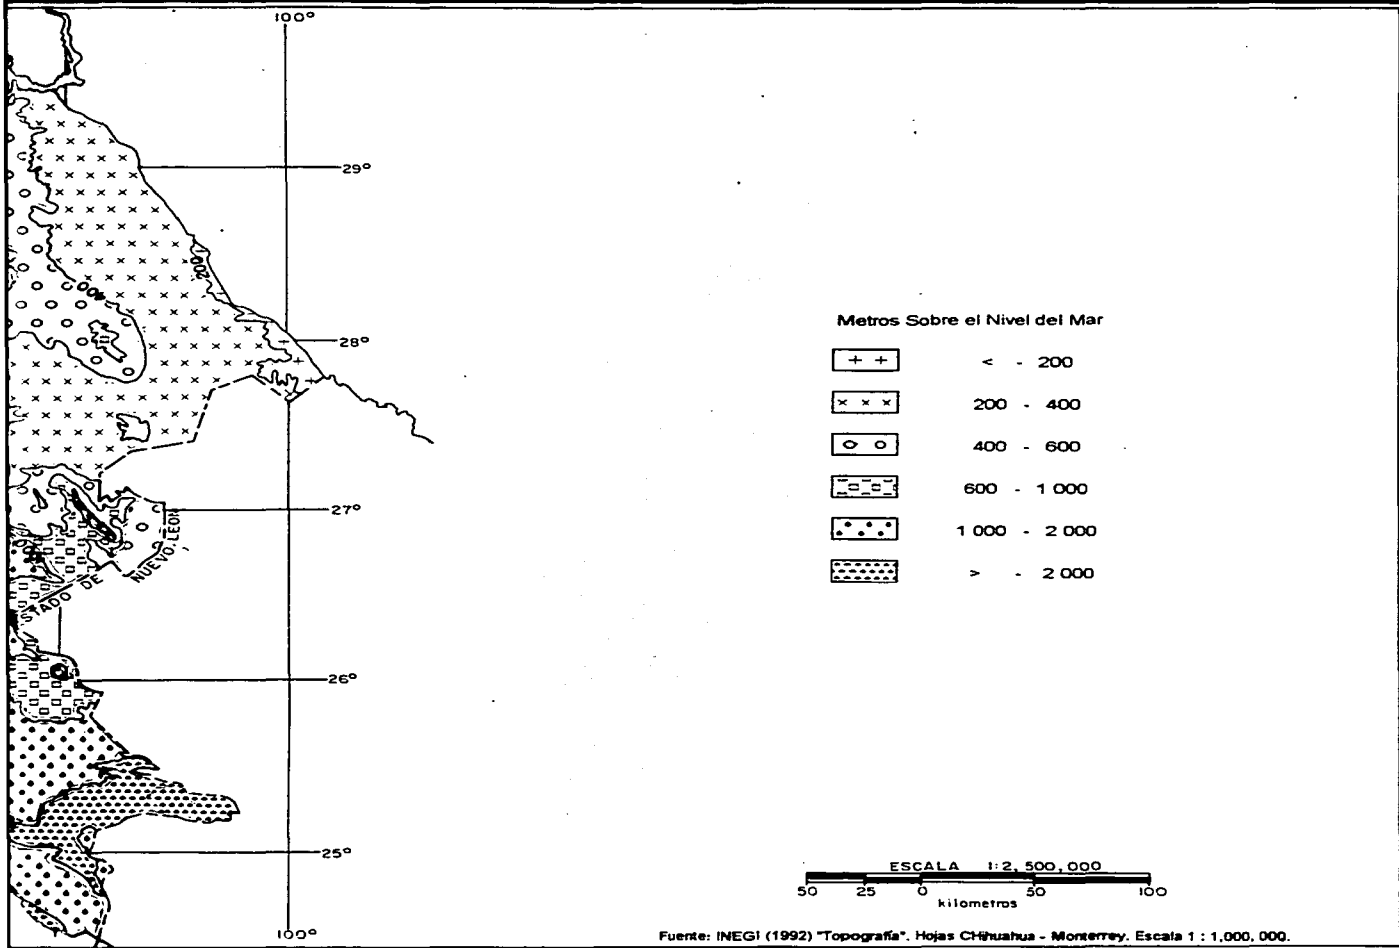 100°
29°
200
400
28°
27°
STADO DE NUEVO LEON
26°
25°
100°
Metros Sobre el Nivel del Mar
< - 200
200 - 400
400 - 600
600 - 1 000
1 000 - 2 000
> - 2 000
ESCALA 1:2,500,000
50 25 0 50 100
kilometros
Fuente: INEGI (1992) "Topografía". Hojas CHihuahua - Monterrey. Escala 1 : 1,000, 000.